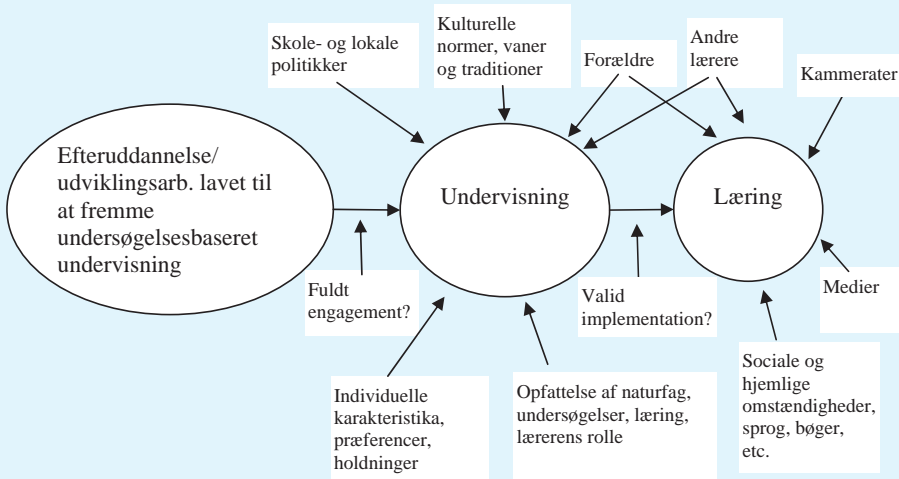 Skole- og lokale
politikker
Kulturelle
normer, vaner
og traditioner
Forældre
Andre
lærere
Kammerater
Efteruddannelse/
udviklingsarb. lavet til
at fremme
undersøgelsesbaseret
undervisning
Undervisning
Læring
Fuldt
engagement?
Valid
implementation?
Medier
Individuelle
karakteristika,
præferencer,
holdninger
Opfattelse af naturfag,
undersøgelser, læring,
lærerens rolle
Sociale og
hjemlige
omstændigheder,
sprog, bøger,
etc.